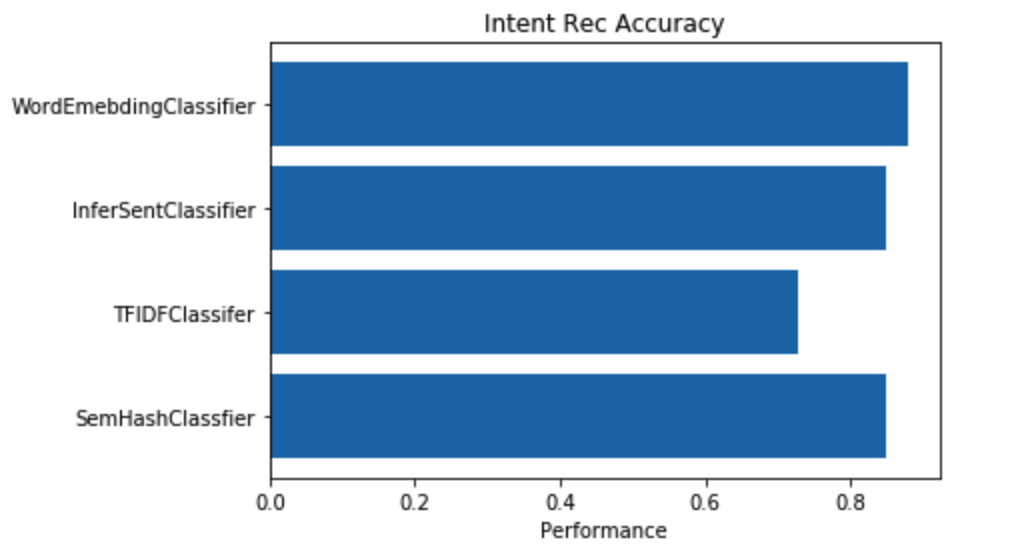 Intent Rec Accuracy
WordEmebdingClassifier
InferSentClassifier
TFIDFClassifer
SemHashClassfier
0.0 0.2 0.4 0.6 0.8
Performance